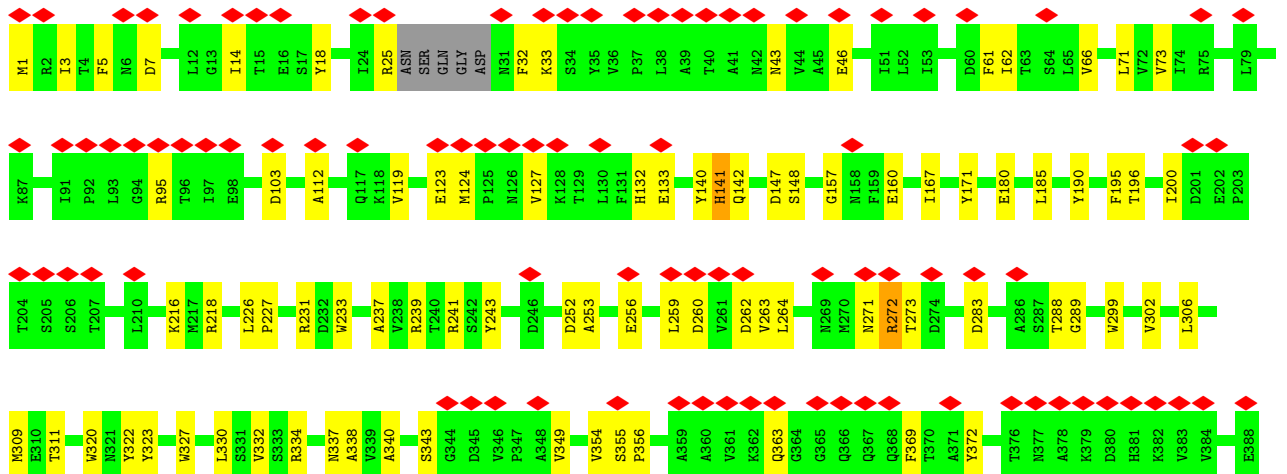 M1 R2 I3 T4 F5 N6 D7 L12 G13 I14 T15 E16 S17 Y18 I24 R25 ASN SER GLN GLY ASP N31 F32 K33 S34 Y35 V36 P37 L38 A39 T40 A41 N42 N43 V44 A45 E46 I51 L52 I53 D60 F61 I62 T63 S64 L65 V66 L71 V72 V73 I74 R75 L79
K87 I91 P92 L93 G94 R95 T96 I97 E98 D103 A112 Q117 K118 V119 E123 M124 P125 N126 V127 K128 T129 L130 F131 H132 E133 Y140 H141 Q142 D147 S148 G157 N158 F159 E160 I167 Y171 E180 L185 Y190 F195 T196 I200 D201 E202 P203
T204 S205 S206 T207 L210 K216 M217 R218 L226 P227 R231 D232 W233 A237 V238 R239 T240 R241 S242 Y243 D246 D252 A253 E256 L259 D260 V261 D262 V263 L264 N269 M270 N271 R272 T273 D274 D283 A286 S287 T288 G289 W299 V302 L306
M309 E310 T311 W320 N321 Y322 Y323 W327 L330 S331 V332 S333 R334 N337 A338 V339 A340 S343 G344 D345 V346 P347 A348 V349 V354 S355 P356 A359 A360 V361 K362 Q363 G364 G365 Q366 Q367 Q368 F369 T370 A371 Y372 T376 N377 A378 K379 D380 H381 K382 V383 V384 E388